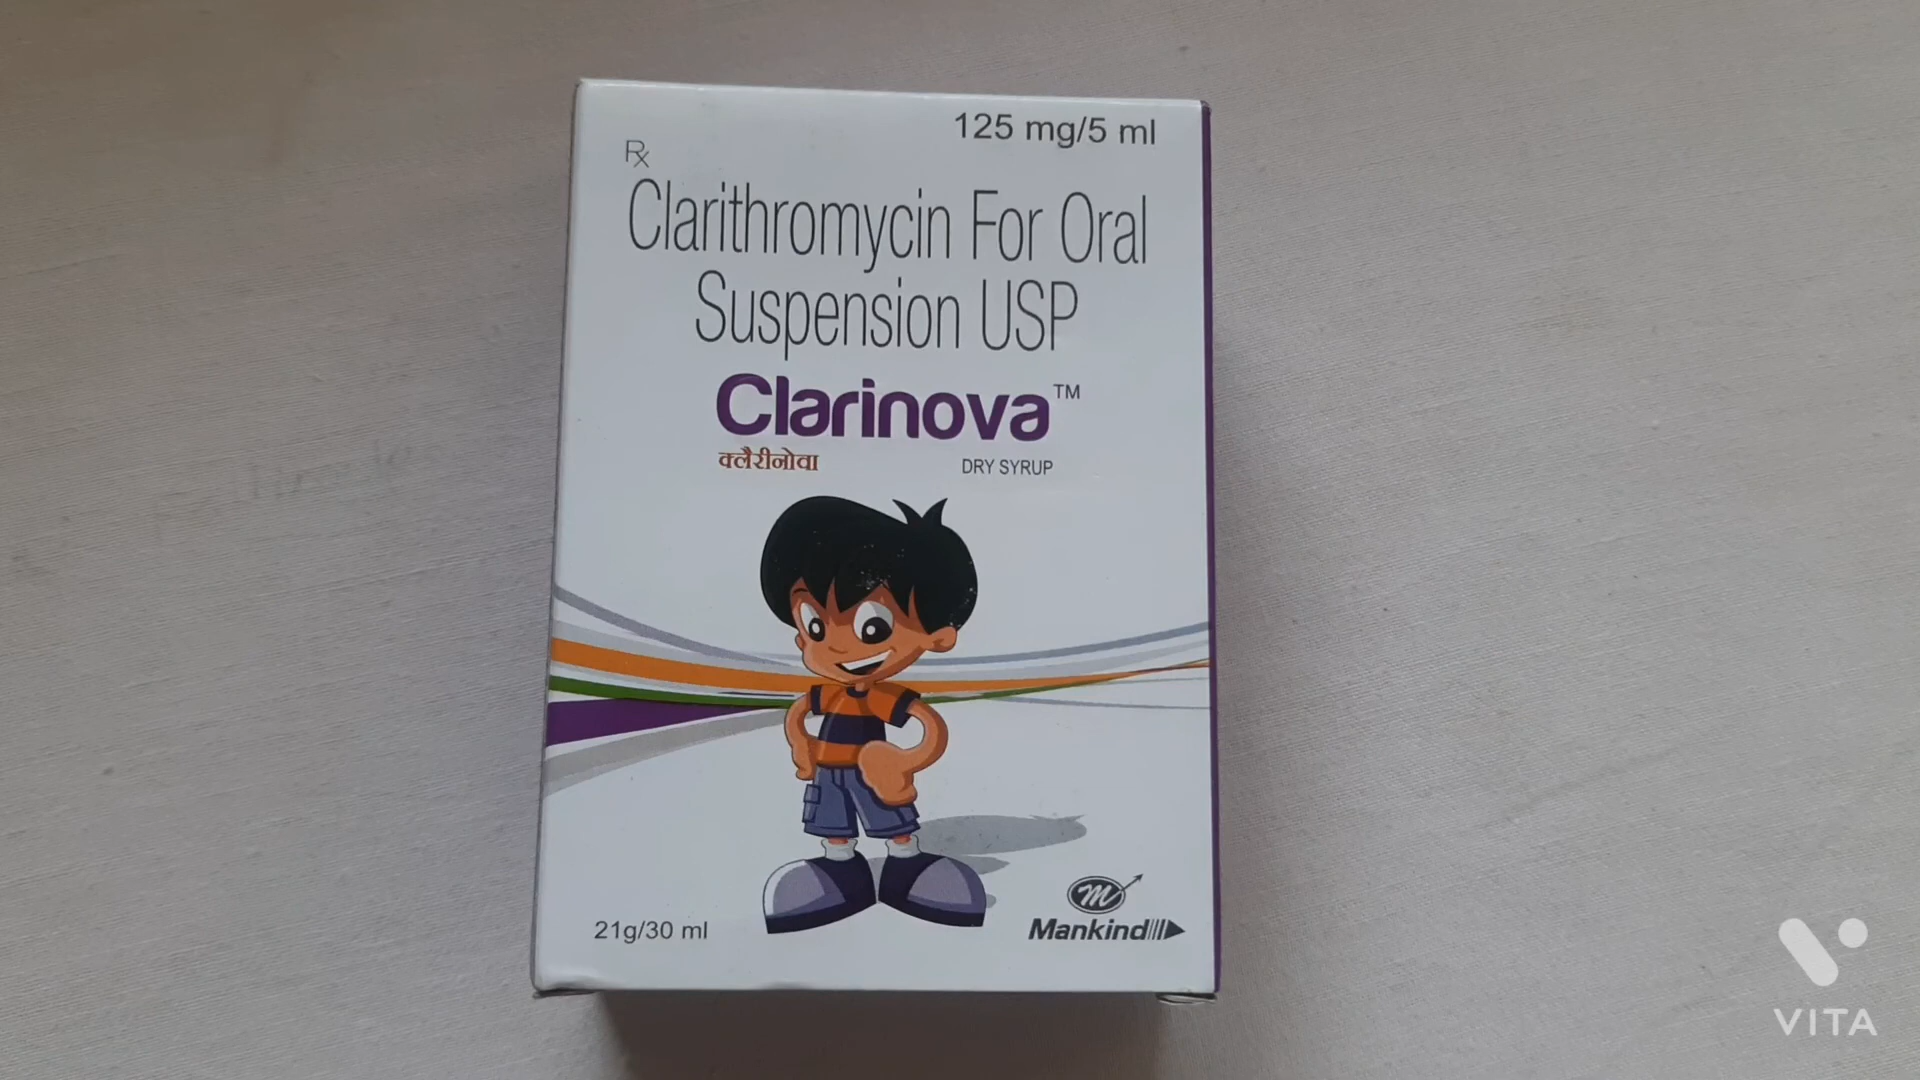 125 mg/5 ml
Rx
Clarithromycin For Oral
Suspension USP
Clarinova™
क्लैरीनोवा DRY SYRUP
21g/30 ml
m
Mankind
VITA